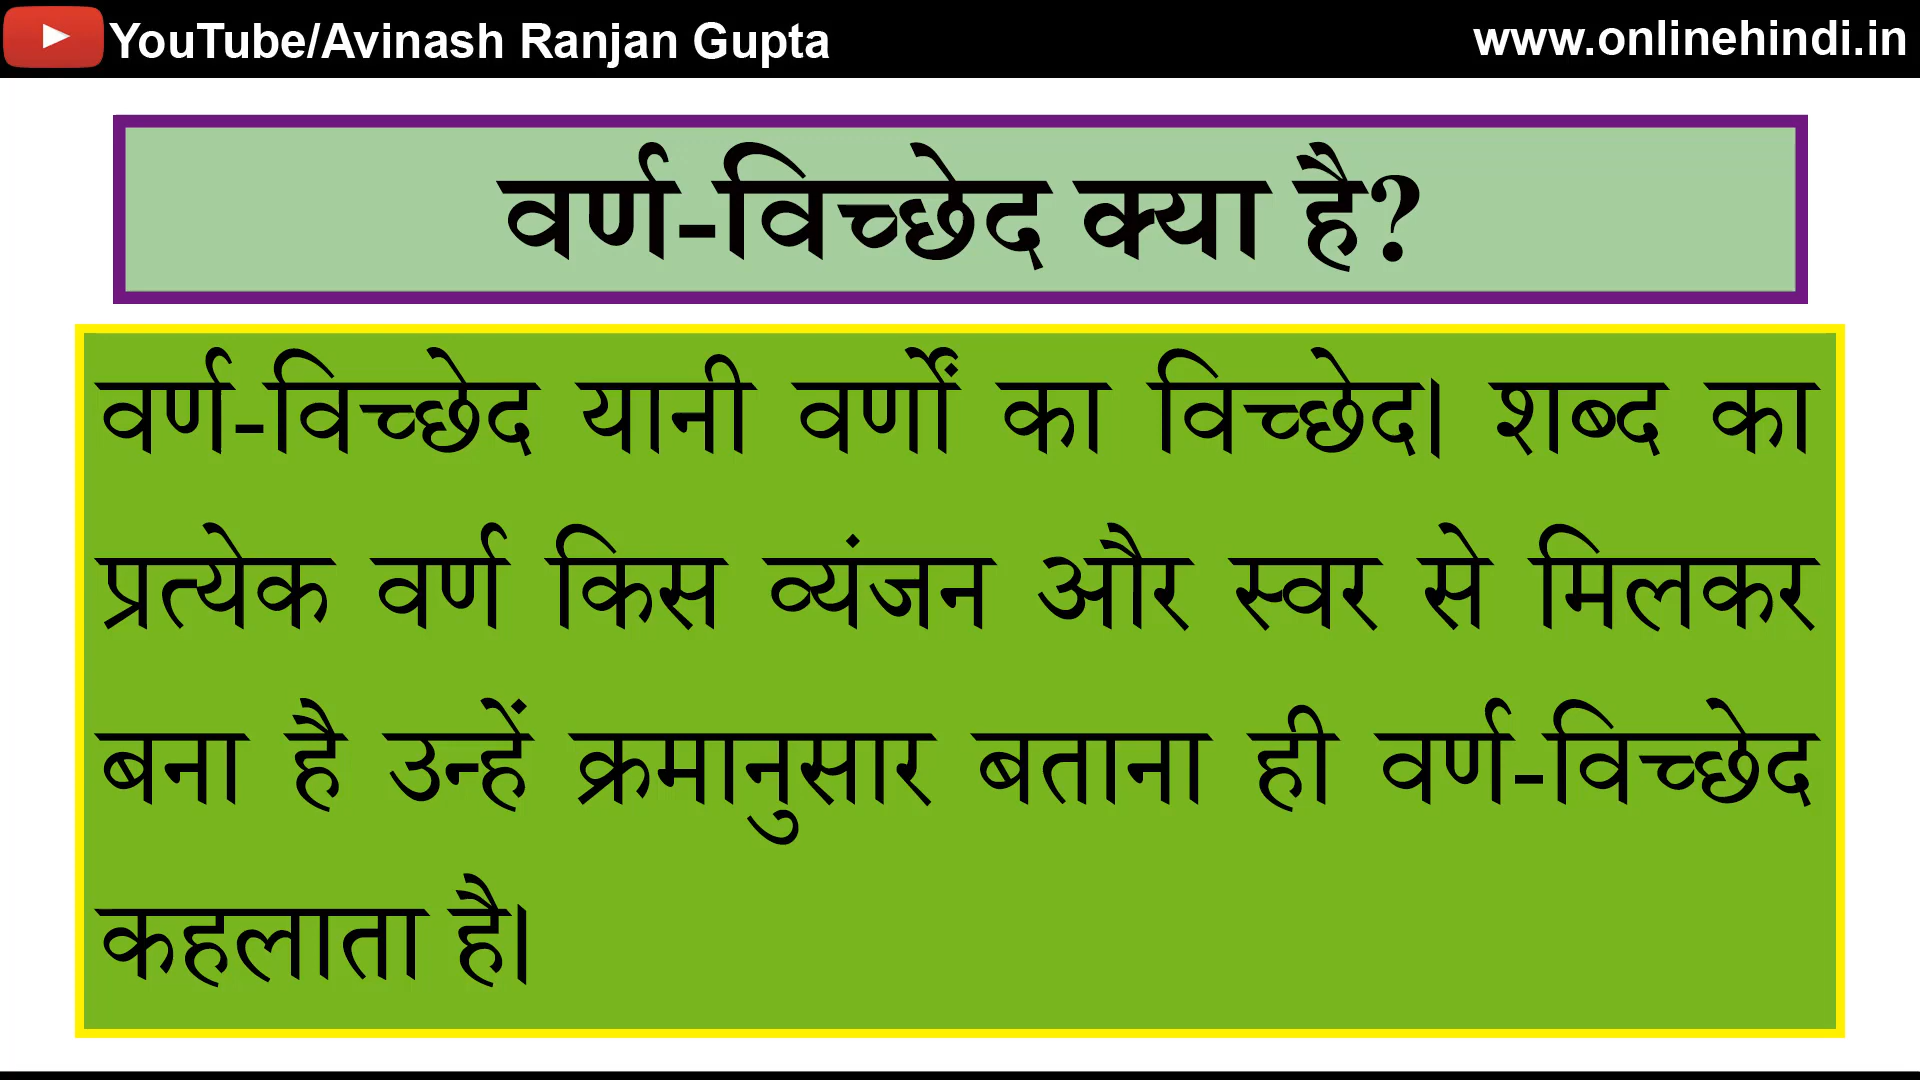 YouTube/Avinash Ranjan Gupta www.onlinehindi.in
वर्ण-विच्छेद क्या है?
वर्ण-विच्छेद यानी वर्णों का विच्छेद। शब्द का
प्रत्येक वर्ण किस व्यंजन और स्वर से मिलकर
बना है उन्हें क्रमानुसार बताना ही वर्ण-विच्छेद
कहलाता है।